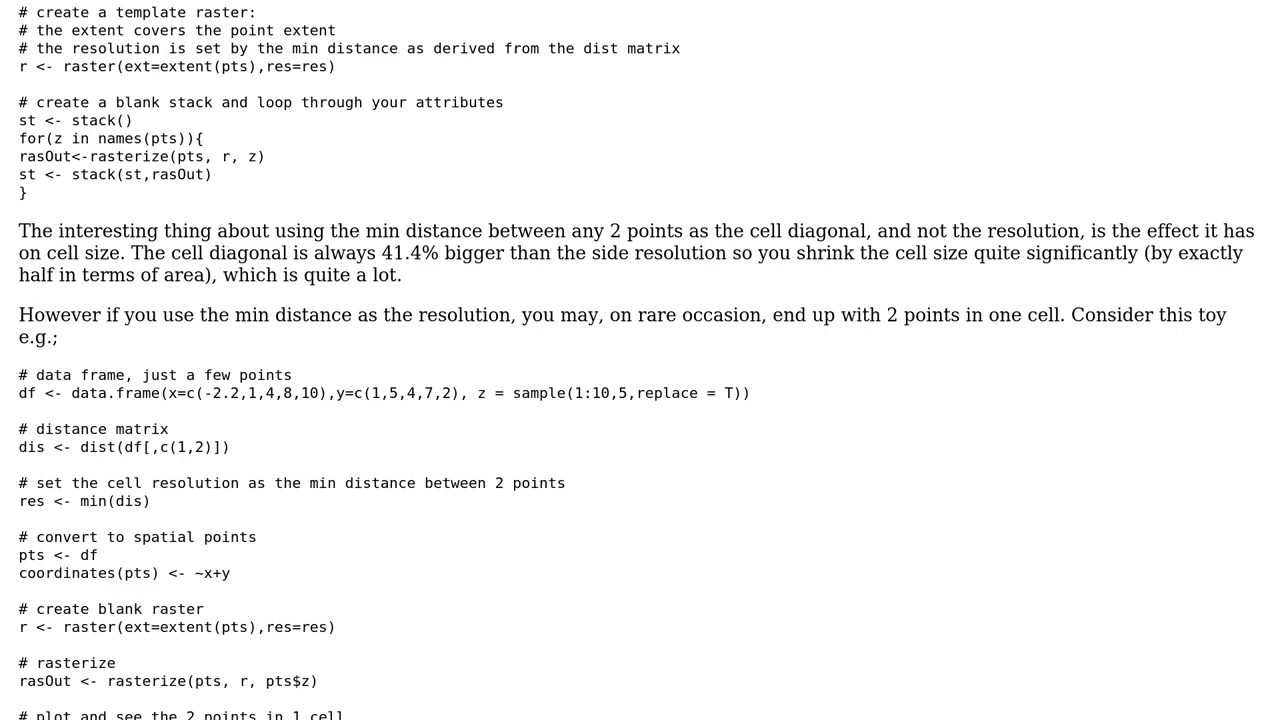 # create a template raster:
# the extent covers the point extent
# the resolution is set by the min distance as derived from the dist matrix
r <- raster(ext=extent(pts),res=res)
# create a blank stack and loop through your attributes
st <- stack()
for(z in names(pts)){
rasOut<-rasterize(pts, r, z)
st <- stack(st,rasOut)
}
The interesting thing about using the min distance between any 2 points as the cell diagonal, and not the resolution, is the effect it has
on cell size. The cell diagonal is always 41.4% bigger than the side resolution so you shrink the cell size quite significantly (by exactly
half in terms of area), which is quite a lot.
However if you use the min distance as the resolution, you may, on rare occasion, end up with 2 points in one cell. Consider this toy
e.g.;
# data frame, just a few points
df <- data.frame(x=c(-2.2,1,4,8,10),y=c(1,5,4,7,2), z = sample(1:10,5,replace = T))
# distance matrix
dis <- dist(df[,c(1,2)])
# set the cell resolution as the min distance between 2 points
res <- min(dis)
# convert to spatial points
pts <- df
coordinates(pts) <- ~x+y
# create blank raster
r <- raster(ext=extent(pts),res=res)
# rasterize
rasOut <- rasterize(pts, r, pts$z)
# plot and see the 2 points in 1 cell